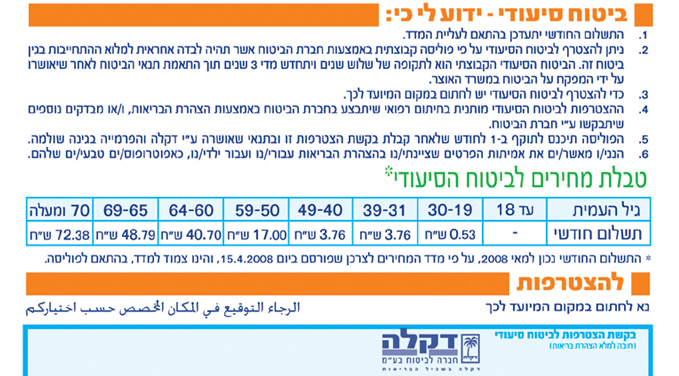 ביטוח סיעודי - ידוע לי כי:
1. התשלום החודשי יתעדכן בהתאם לעליית המדד.
2. ניתן להצטרף לביטוח הסיעודי על פי פוליסה קבוצתית באמצעות חברת הביטוח אשר תהיה לבדה אחראית למלוא ההתחייבות בגין
ביטוח זה. הביטוח הסיעודי הקבוצתי הוא לתקופה של שלוש שנים ויתחדש מדי 3 שנים תוך התאמת תנאי הביטוח לאחר שיאושרו
על ידי המפקח על הביטוח במשרד האוצר.
3. כדי להצטרף לביטוח הסיעודי יש לחתום במקום המיועד לכך.
4. ההצטרפות לביטוח הסיעודי מותנית בחיתום רפואי שיתבצע בחברת הביטוח באמצעות הצהרת הבריאות, ו/או מבדקים נוספים
שיתבקשו ע"י חברת הביטוח.
5. הפוליסה תיכנס לתוקף ב-1 לחודש שלאחר קבלת בקשת הצטרפות זו ובתנאי שאושרה ע"י דקלה והפרמייה בגינה שולמה.
6. הנני/ו מאשר/ים את אמיתות הפרטים שציינתי/נו בהצהרת הבריאות עבורי/נו ועבור ילדי/נו, כאפוטרופוס/ים טבעי/ים שלהם.
טבלת מחירים לביטוח הסיעודי*
גיל העמית עד 18 30-19 39-31 49-40 59-50 64-60 69-65 70 ומעלה
תשלום חודשי - 0.53 ש"ח 3.76 ש"ח 3.76 ש"ח 17.00 ש"ח 40.70 ש"ח 48.79 ש"ח 72.38 ש"ח
* התשלום החודשי נכון למאי 2008, על פי מדד המחירים לצרכן שפורסם ביום 15.4.2008, והינו צמוד למדד, בהתאם לפוליסה.
להצטרפות
נא לחתום במקום המיועד לכך الرجاء التوقيع في المكان المخصص حسب اختياركم
בקשת הצטרפות לביטוח סיעודי
(חובה למלא הצהרת בריאות)
דקלה
חברה לביטוח בע"מ
דקלה בשביל הבריאות